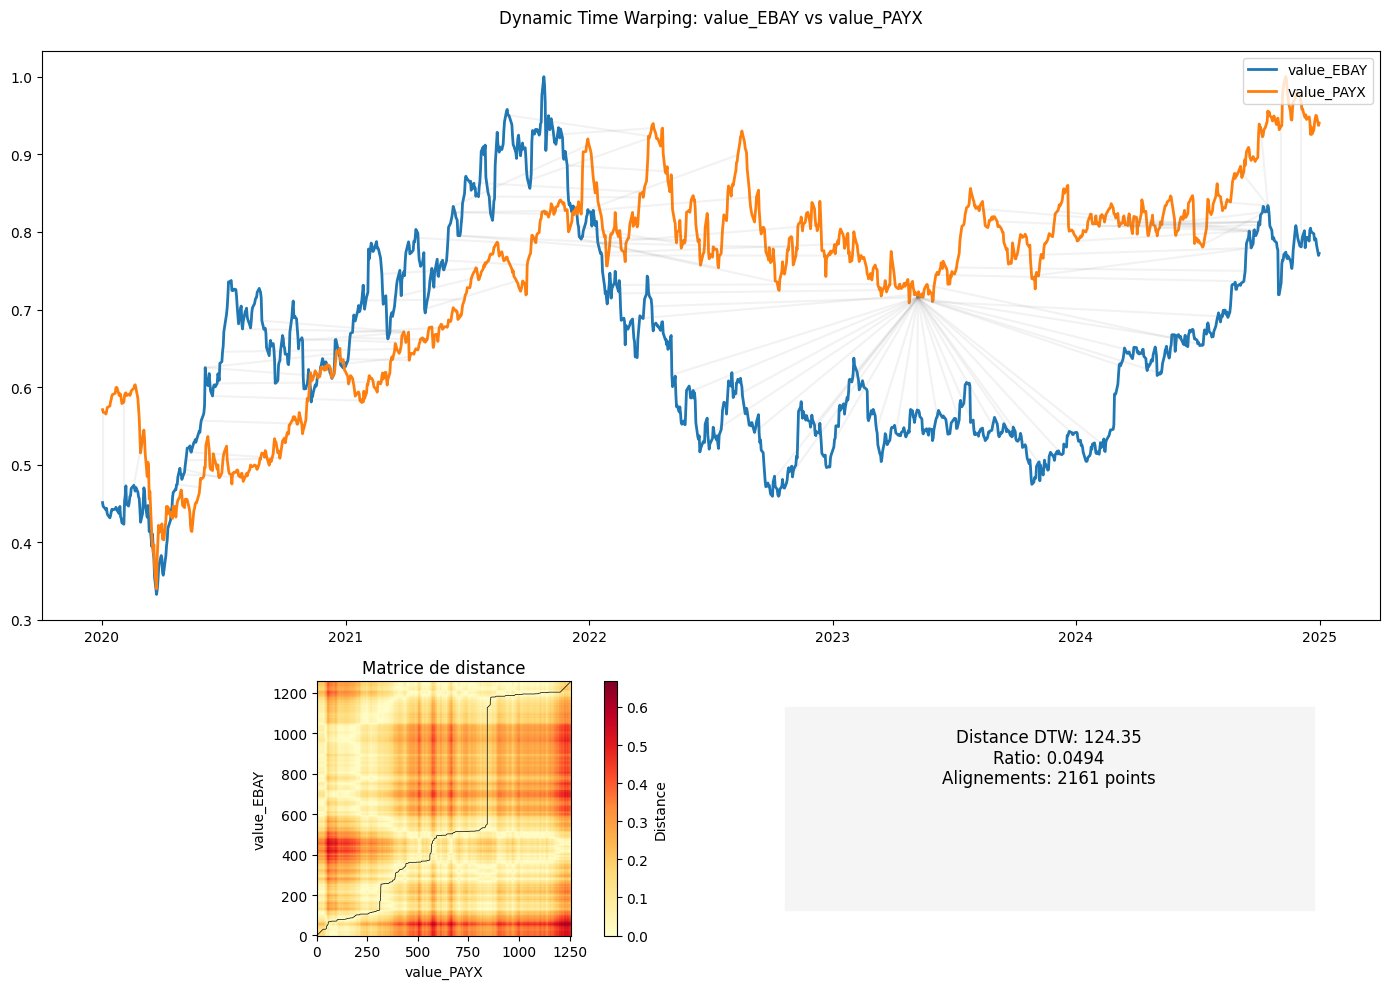 Dynamic Time Warping: value_EBAY vs value_PAYX
value_EBAY
value_PAYX
1.0
0.9
0.8
0.7
0.6
0.5
0.4
0.3
2020 2021 2022 2023 2024 2025
Matrice de distance
value_EBAY
1200
1000
800
600
400
200
0
0 250 500 750 1000 1250
value_PAYX
0.6
0.5
0.4
0.3
0.2
0.1
0.0
Distance
Distance DTW: 124.35
Ratio: 0.0494
Alignements: 2161 points